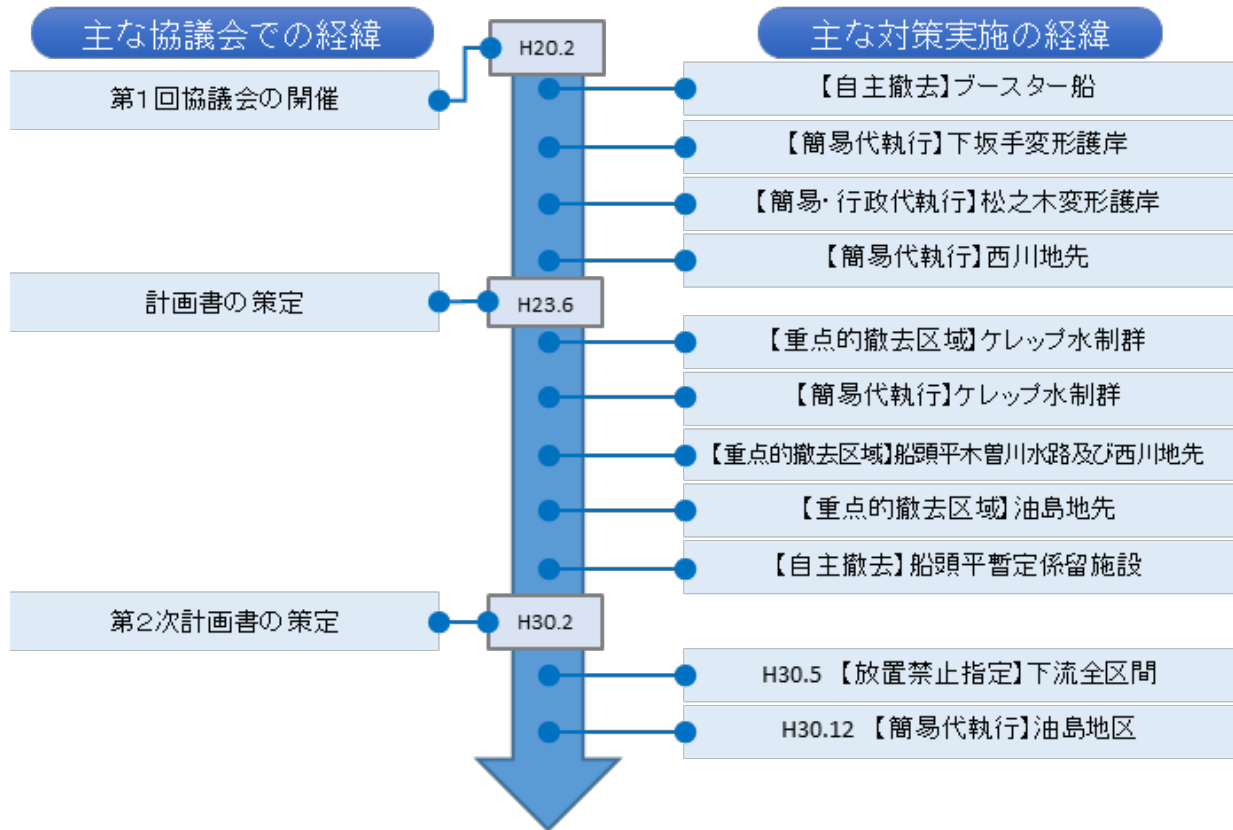 主な協議会での経緯
主な対策実施の経緯
H20.2
第1回協議会の開催
【自主撤去】ブースター船
【簡易代執行】下坂手変形護岸
【簡易・行政代執行】松之木変形護岸
【簡易代執行】西川地先
計画書の策定
H23.6
【重点的撤去区域】ケレップ水制群
【簡易代執行】ケレップ水制群
【重点的撤去区域】船頭平木曽川水路及び西川地先
【重点的撤去区域】油島地先
【自主撤去】船頭平暫定係留施設
第2次計画書の策定
H30.2
H30.5 【放置禁止指定】下流全区間
H30.12 【簡易代執行】油島地区